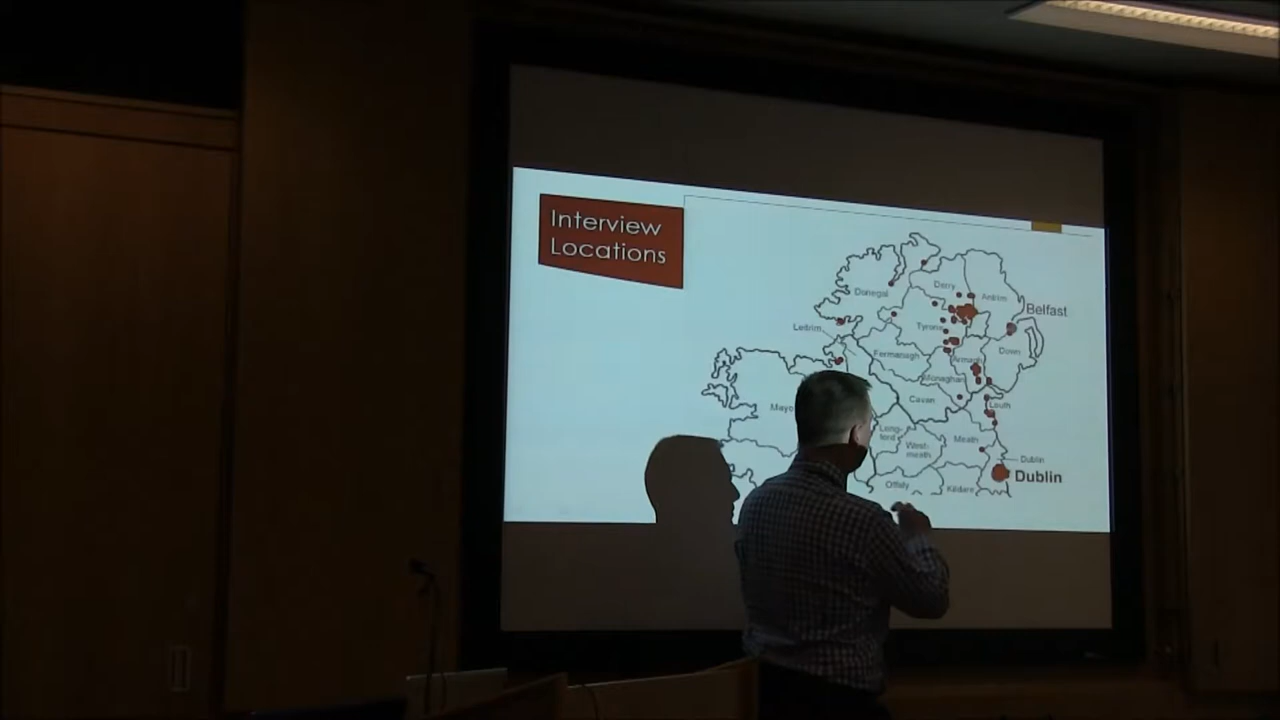 Interview
Locations
Derry
Donegal
Antrim
Belfast
Tyrone
Leitrim
Down
Fermanagh
Armagh
Monaghan
Cavan
Louth
Mayo
Long-
ford
West-
meath
Meath
Dublin
Dublin
Offaly
Kildare